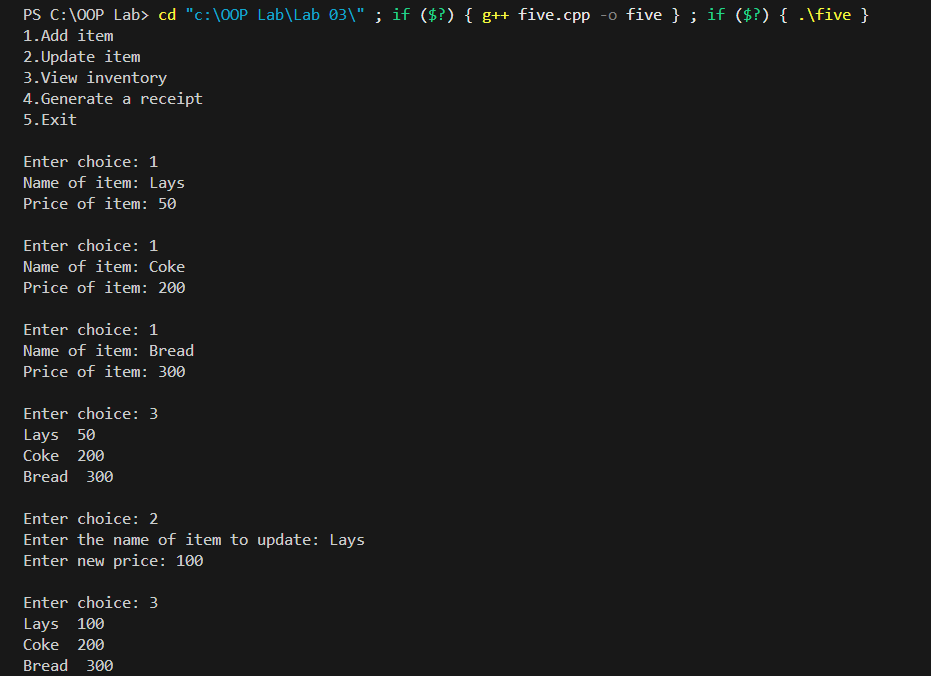 PS C:\OOP Lab> cd "c:\OOP Lab\Lab 03\" ; if ($?) { g++ five.cpp -o five } ; if ($?) { .\five }
1.Add item
2.Update item
3.View inventory
4.Generate a receipt
5.Exit

Enter choice: 1
Name of item: Lays
Price of item: 50

Enter choice: 1
Name of item: Coke
Price of item: 200

Enter choice: 1
Name of item: Bread
Price of item: 300

Enter choice: 3
Lays  50
Coke  200
Bread  300

Enter choice: 2
Enter the name of item to update: Lays
Enter new price: 100

Enter choice: 3
Lays  100
Coke  200
Bread  300